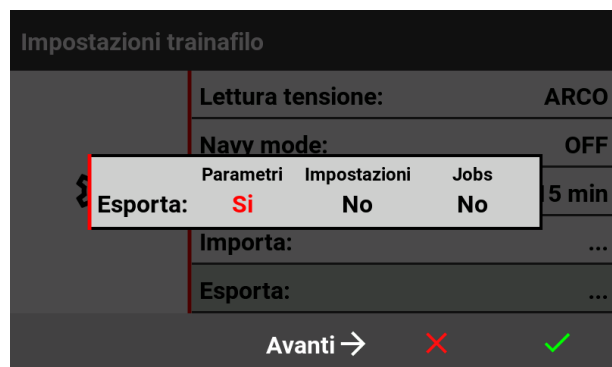 Impostazioni trainafilo
Lettura tensione: ARCO
Navy mode: OFF
Parametri Impostazioni Jobs
Esporta: Si No No
5 min
Importa: ...
Esporta: ...
Avanti